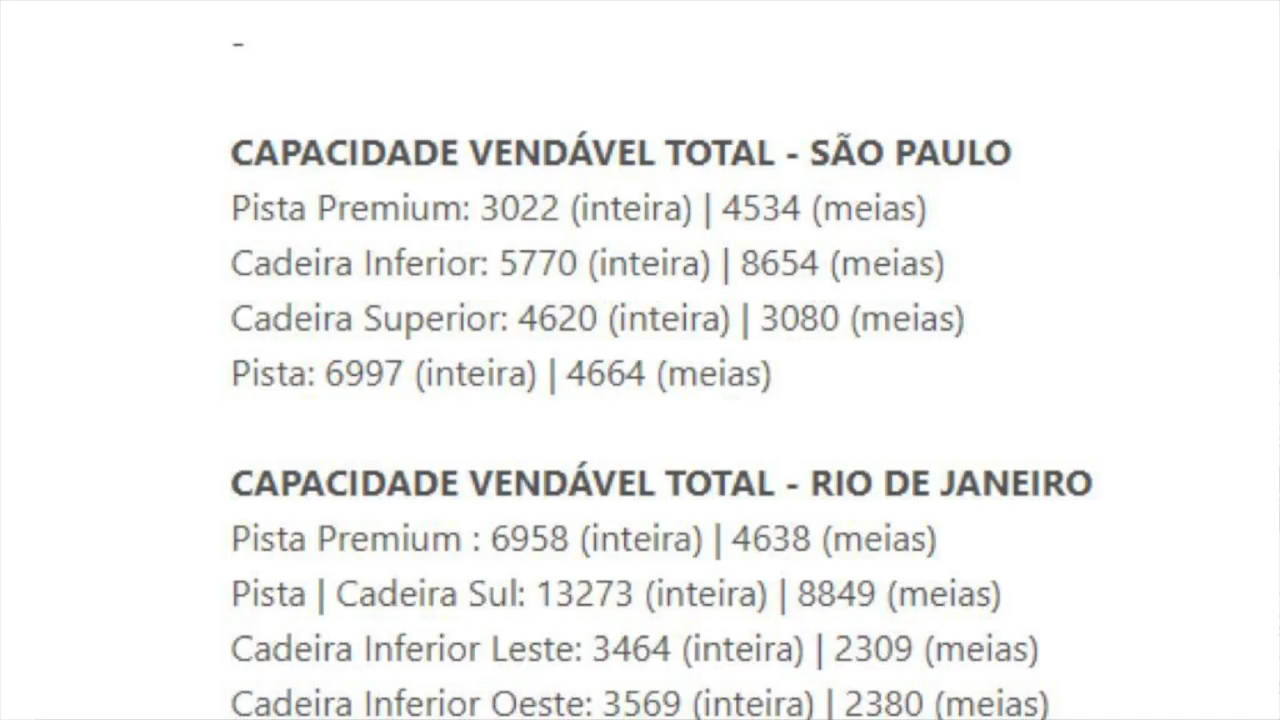 -
CAPACIDADE VENDÁVEL TOTAL - SÃO PAULO
Pista Premium: 3022 (inteira) | 4534 (meias)
Cadeira Inferior: 5770 (inteira) | 8654 (meias)
Cadeira Superior: 4620 (inteira) | 3080 (meias)
Pista: 6997 (inteira) | 4664 (meias)
CAPACIDADE VENDÁVEL TOTAL - RIO DE JANEIRO
Pista Premium : 6958 (inteira) | 4638 (meias)
Pista | Cadeira Sul: 13273 (inteira) | 8849 (meias)
Cadeira Inferior Leste: 3464 (inteira) | 2309 (meias)
Cadeira Inferior Oeste: 3569 (inteira) | 2380 (meias)